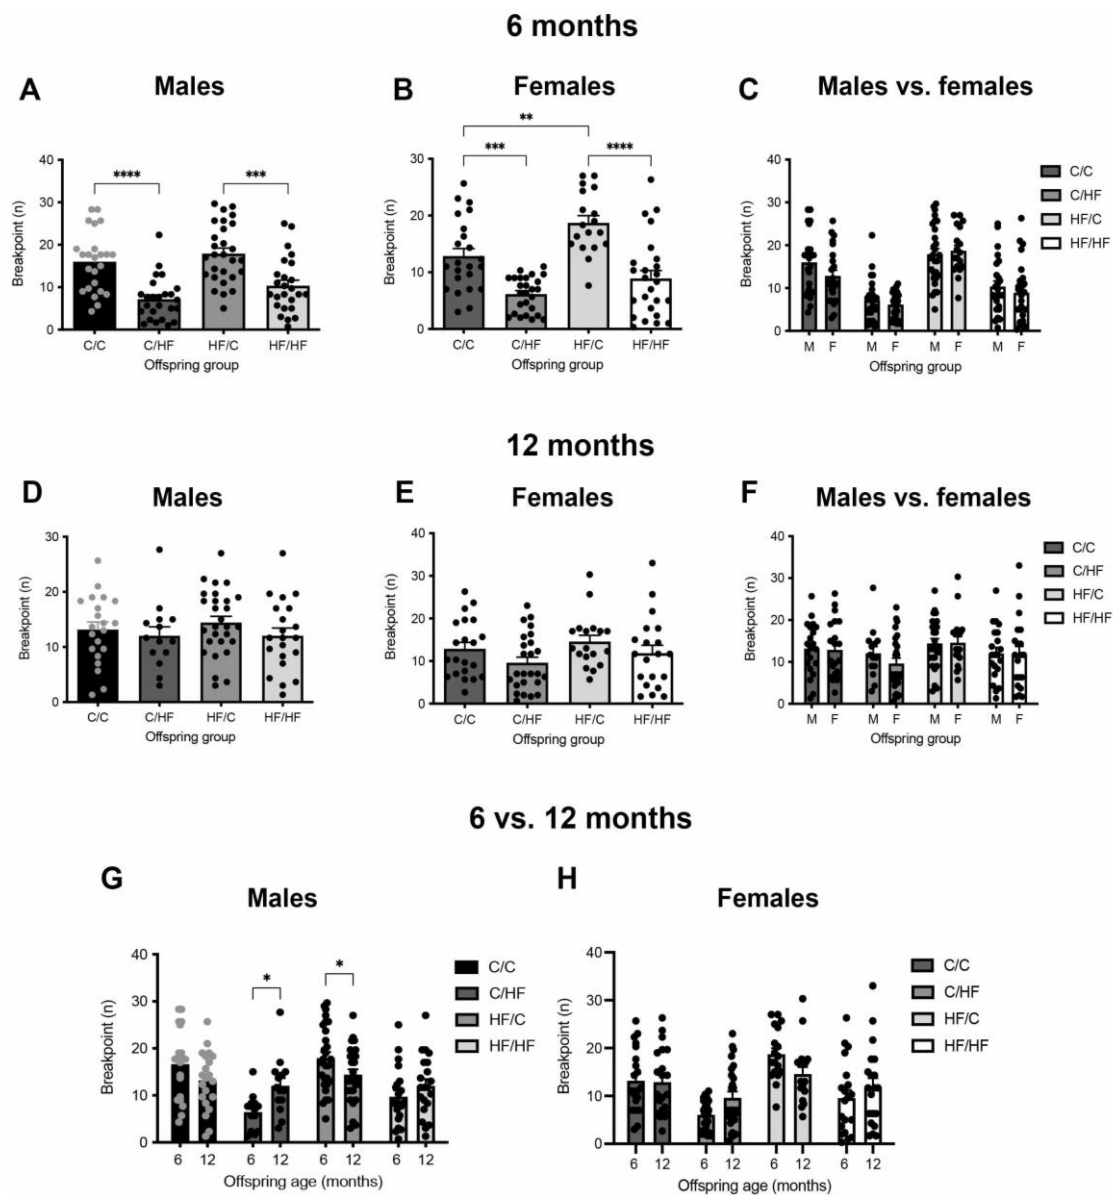 6 months
A Males
B Females
C Males vs. females
**
**** ***
*** ****
40
30
20
10
0
Breakpoint (n)
C/C C/HF HF/C HF/HF
Offspring group
30
20
10
0
Breakpoint (n)
C/C C/HF HF/C HF/HF
Offspring group
40
30
20
10
0
Breakpoint (n)
M F M F M F M F
Offspring group
C/C
C/HF
HF/C
HF/HF
12 months
D Males
E Females
F Males vs. females
30
20
10
0
Breakpoint (n)
C/C C/HF HF/C HF/HF
Offspring group
40
30
20
10
0
Breakpoint (n)
C/C C/HF HF/C HF/HF
Offspring group
40
30
20
10
0
Breakpoint (n)
M F M F M F M F
Offspring group
C/C
C/HF
HF/C
HF/HF
6 vs. 12 months
G Males
H Females
* *
40
30
20
10
0
Breakpoint (n)
6 12 6 12 6 12 6 12
Offspring age (months)
C/C
C/HF
HF/C
HF/HF
40
30
20
10
0
Breakpoint (n)
6 12 6 12 6 12 6 12
Offspring age (months)
C/C
C/HF
HF/C
HF/HF